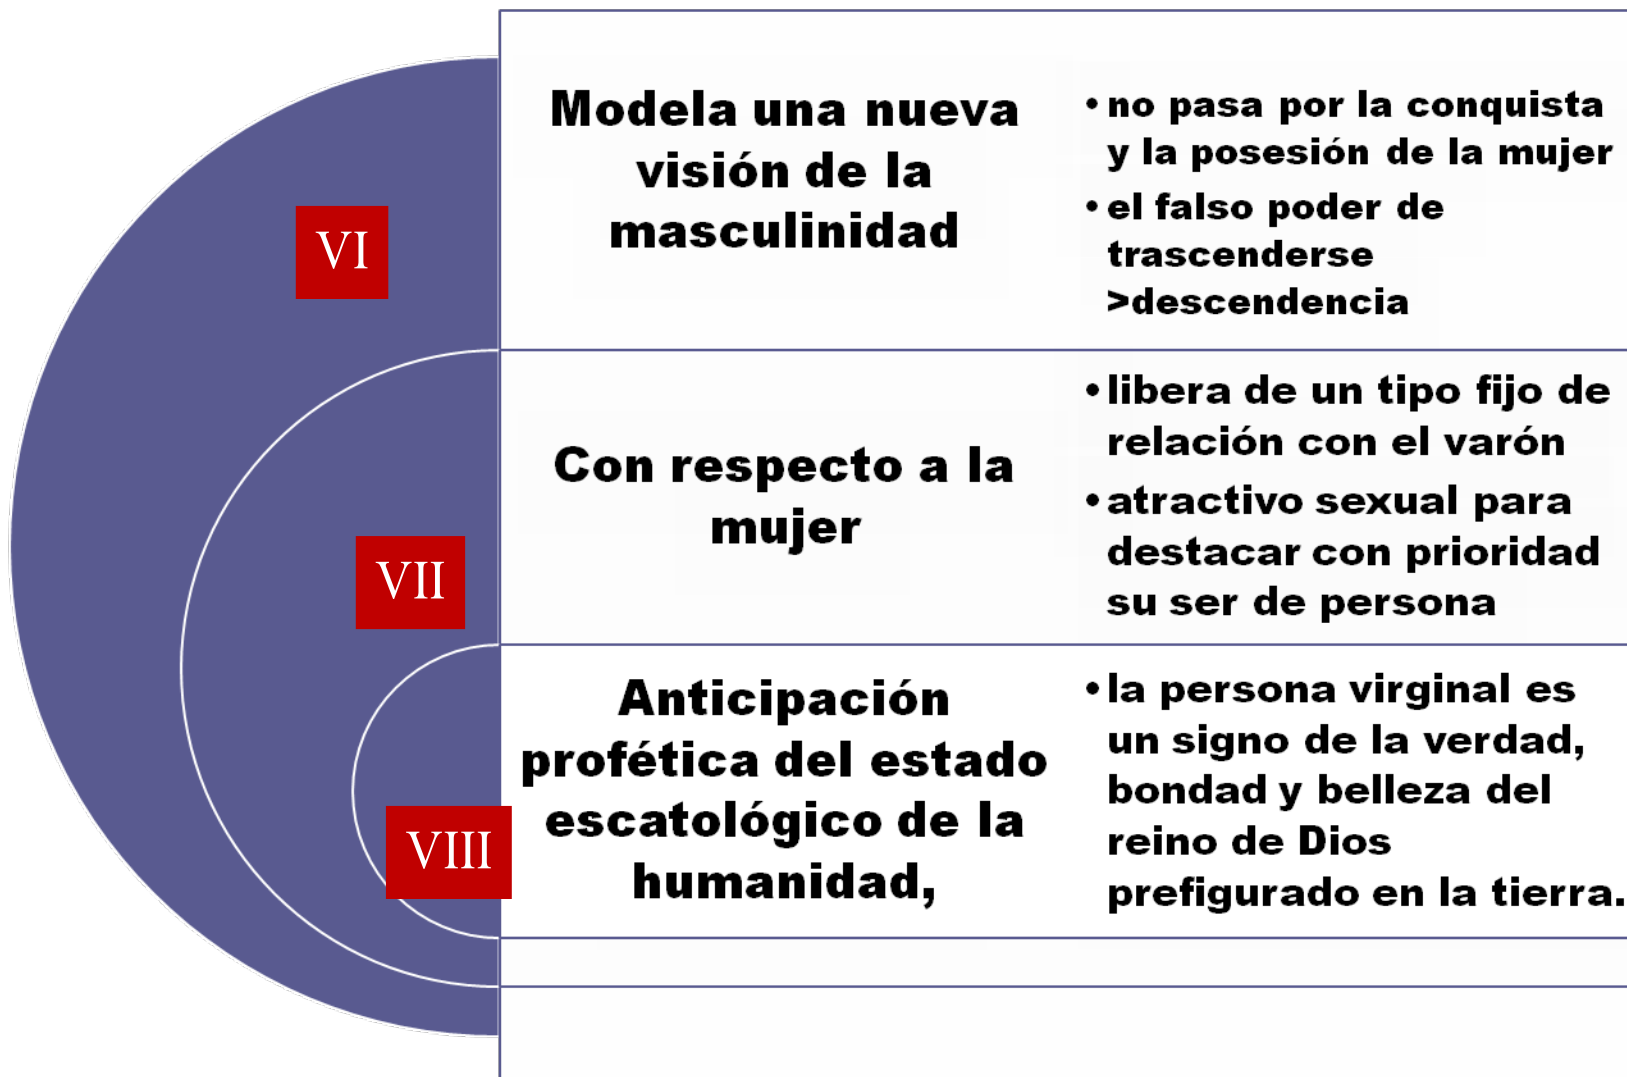 VI
Modela una nueva
visión de la
masculinidad
• no pasa por la conquista
y la posesión de la mujer
• el falso poder de
trascenderse
>descendencia
VII
Con respecto a la
mujer
• libera de un tipo fijo de
relación con el varón
• atractivo sexual para
destacar con prioridad
su ser de persona
VIII
Anticipación
profética del estado
escatológico de la
humanidad,
• la persona virginal es
un signo de la verdad,
bondad y belleza del
reino de Dios
prefigurado en la tierra.